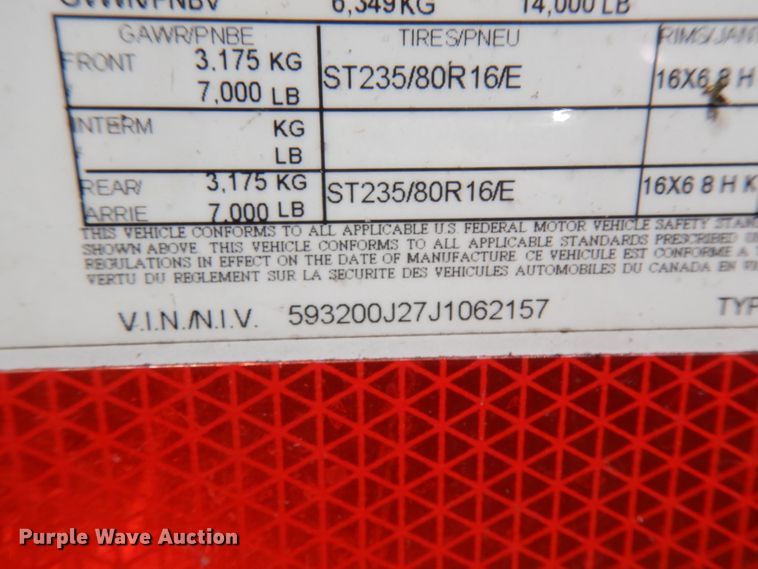 GVWR/PNBV 6,349 KG 14,000 LB
GAWR/PNBE TIRES/PNEU RIMS/JANT
FRONT 3,175 KG ST235/80R16/E 16X6 8 H
7,000 LB
INTERM KG
LB
REAR/ 3,175 KG ST235/80R16/E 16X6 8 H K
ARRIE 7,000 LB
THIS VEHICLE CONFORMS TO ALL APPLICABLE U.S. FEDERAL MOTOR VEHICLE SAFETY STAN
SHOWN ABOVE. THIS VEHICLE CONFORMS TO ALL APPLICABLE STANDARDS PRESCRIBED
REGULATIONS IN EFFECT ON THE DATE OF MANUFACTURE. CE VEHICULE EST CONFORME A
VERTU DU REGLEMENT SUR LA SECURITE DES VEHICULES AUTOMOBILES DU CANADA EN
V.I.N./N.I.V. 593200J27J1062157 TYP
Purple Wave Auction